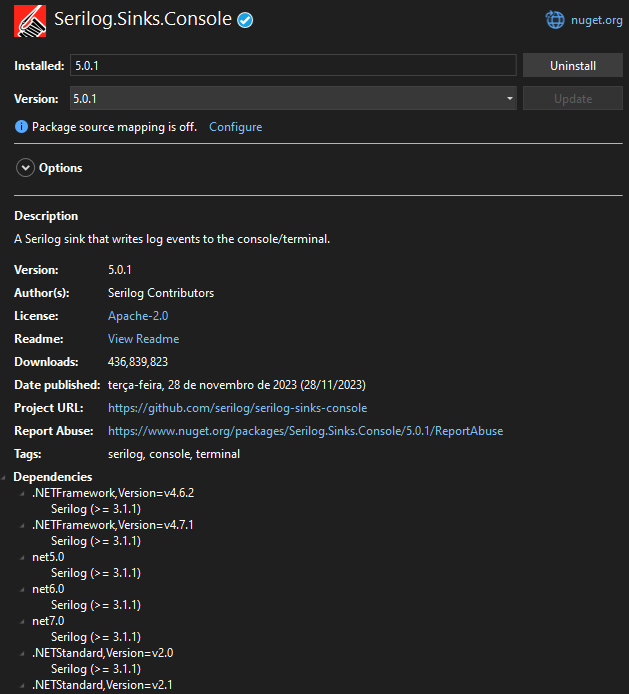 Serilog.Sinks.Console
nuget.org
Installed: 5.0.1 Uninstall
Version: 5.0.1 Update
Package source mapping is off. Configure
Options
Description
A Serilog sink that writes log events to the console/terminal.
Version: 5.0.1
Author(s): Serilog Contributors
License: Apache-2.0
Readme: View Readme
Downloads: 436,839,823
Date published: terça-feira, 28 de novembro de 2023 (28/11/2023)
Project URL: https://github.com/serilog/serilog-sinks-console
Report Abuse: https://www.nuget.org/packages/Serilog.Sinks.Console/5.0.1/ReportAbuse
Tags: serilog, console, terminal
Dependencies
.NETFramework,Version=v4.6.2
Serilog (>= 3.1.1)
.NETFramework,Version=v4.7.1
Serilog (>= 3.1.1)
net5.0
Serilog (>= 3.1.1)
net6.0
Serilog (>= 3.1.1)
net7.0
Serilog (>= 3.1.1)
.NETStandard,Version=v2.0
Serilog (>= 3.1.1)
.NETStandard,Version=v2.1